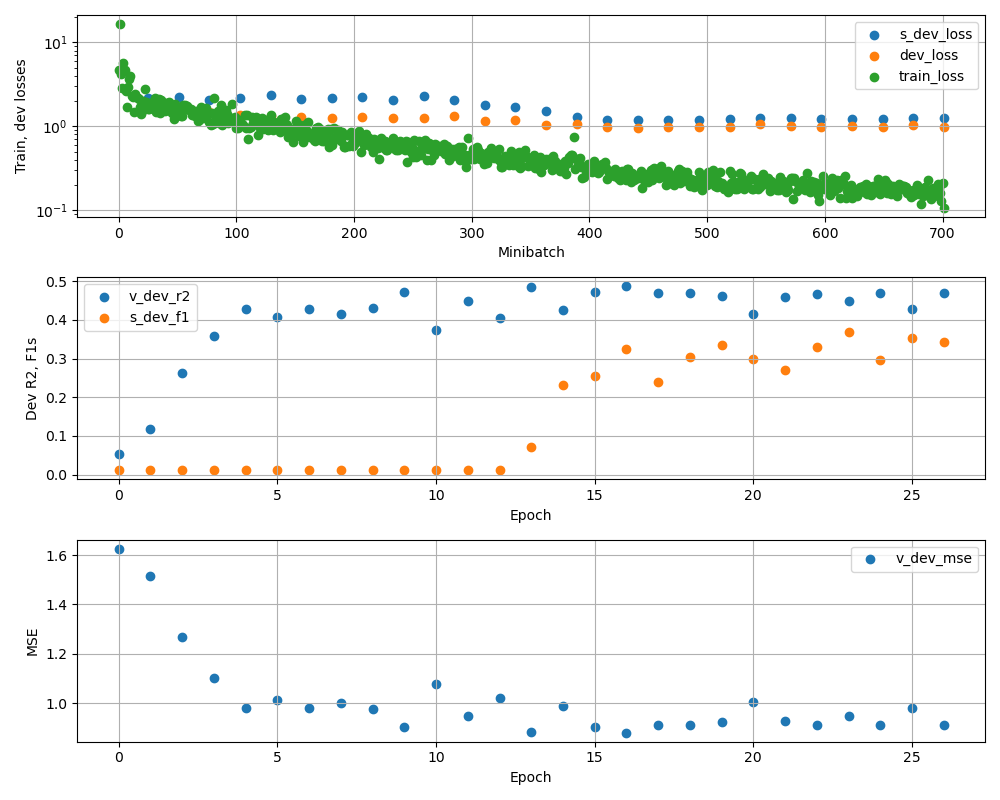 10¹
10⁰
10⁻¹
Train, dev losses
s_dev_loss
dev_loss
train_loss
0 100 200 300 400 500 600 700
Minibatch
0.5
0.4
0.3
0.2
0.1
0.0
Dev R2, F1s
v_dev_r2
s_dev_f1
0 5 10 15 20 25
Epoch
1.6
1.4
1.2
1.0
MSE
v_dev_mse
0 5 10 15 20 25
Epoch